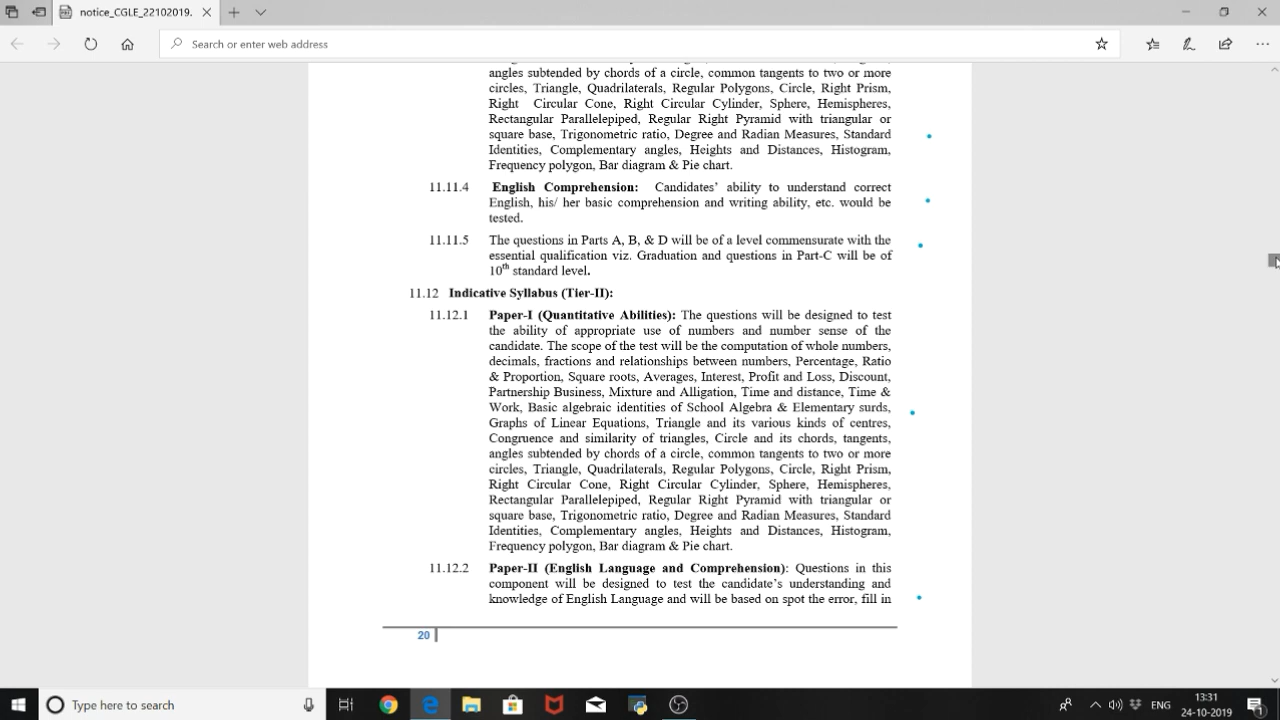 notice_CGLE_22102019.
Search or enter web address
angles subtended by chords of a circle, common tangents to two or more
circles, Triangle, Quadrilaterals, Regular Polygons, Circle, Right Prism,
Right Circular Cone, Right Circular Cylinder, Sphere, Hemispheres,
Rectangular Parallelepiped, Regular Right Pyramid with triangular or
square base, Trigonometric ratio, Degree and Radian Measures, Standard
Identities, Complementary angles, Heights and Distances, Histogram,
Frequency polygon, Bar diagram & Pie chart.
11.11.4 English Comprehension: Candidates' ability to understand correct
English, his/ her basic comprehension and writing ability, etc. would be
tested.
11.11.5 The questions in Parts A, B, & D will be of a level commensurate with the
essential qualification viz. Graduation and questions in Part-C will be of
10th standard level.
11.12 Indicative Syllabus (Tier-II):
11.12.1 Paper-I (Quantitative Abilities): The questions will be designed to test
the ability of appropriate use of numbers and number sense of the
candidate. The scope of the test will be the computation of whole numbers,
decimals, fractions and relationships between numbers, Percentage, Ratio
& Proportion, Square roots, Averages, Interest, Profit and Loss, Discount,
Partnership Business, Mixture and Alligation, Time and distance, Time &
Work, Basic algebraic identities of School Algebra & Elementary surds,
Graphs of Linear Equations, Triangle and its various kinds of centres,
Congruence and similarity of triangles, Circle and its chords, tangents,
angles subtended by chords of a circle, common tangents to two or more
circles, Triangle, Quadrilaterals, Regular Polygons, Circle, Right Prism,
Right Circular Cone, Right Circular Cylinder, Sphere, Hemispheres,
Rectangular Parallelepiped, Regular Right Pyramid with triangular or
square base, Trigonometric ratio, Degree and Radian Measures, Standard
Identities, Complementary angles, Heights and Distances, Histogram,
Frequency polygon, Bar diagram & Pie chart.
11.12.2 Paper-II (English Language and Comprehension): Questions in this
component will be designed to test the candidate's understanding and
knowledge of English Language and will be based on spot the error, fill in
20
Type here to search
ENG
13:31
24-10-2019
1